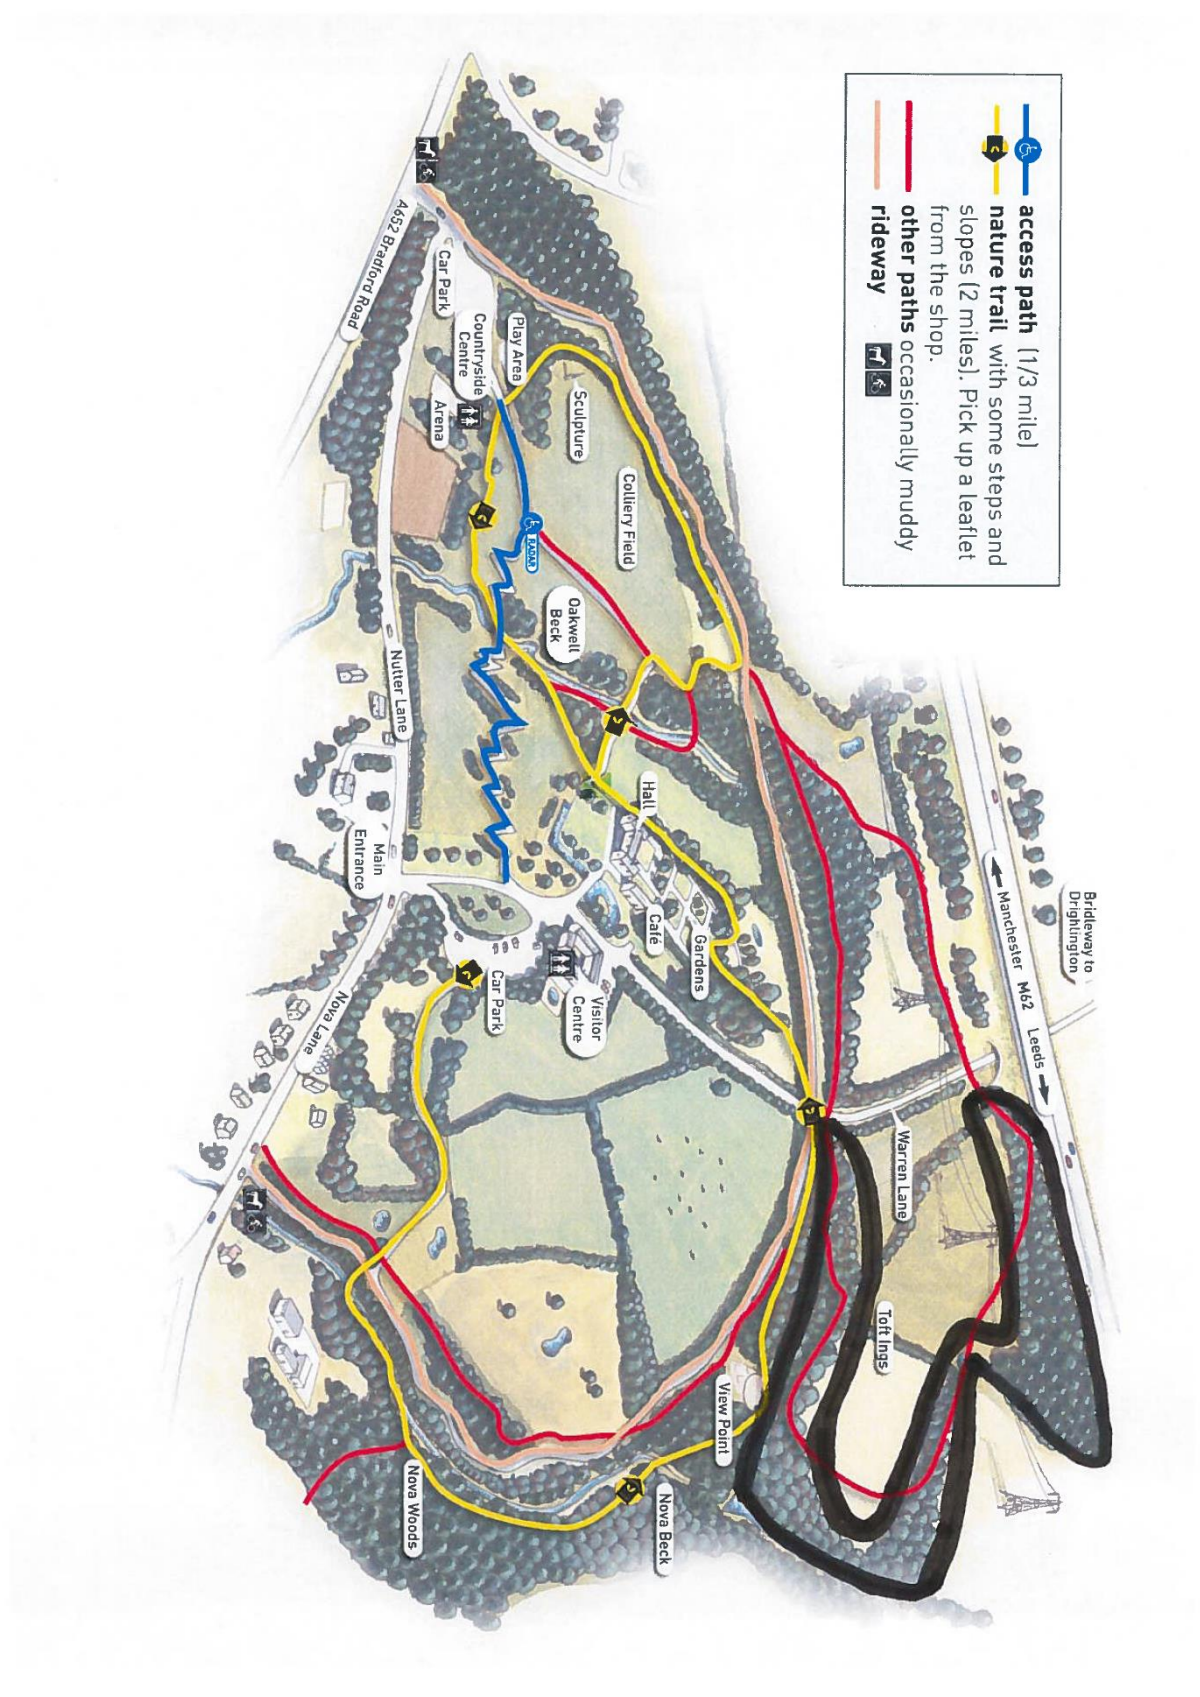 access path (1/3 mile)
nature trail with some steps and
slopes (2 miles). Pick up a leaflet
from the shop.
other paths occasionally muddy
rideway
Bridleway to
Drighlington
Manchester M62 Leeds
Warren Lane
Toft Ings
View Point
Nova Beck
Nova Woods
Gardens
Café
Hall
Visitor
Centre
Car Park
Colliery Field
Sculpture
Oakwell
Beck
RADAR
Play Area
Countryside
Centre
Arena
Car Park
A652 Bradford Road
Nutter Lane
Main
Entrance
Nova Lane